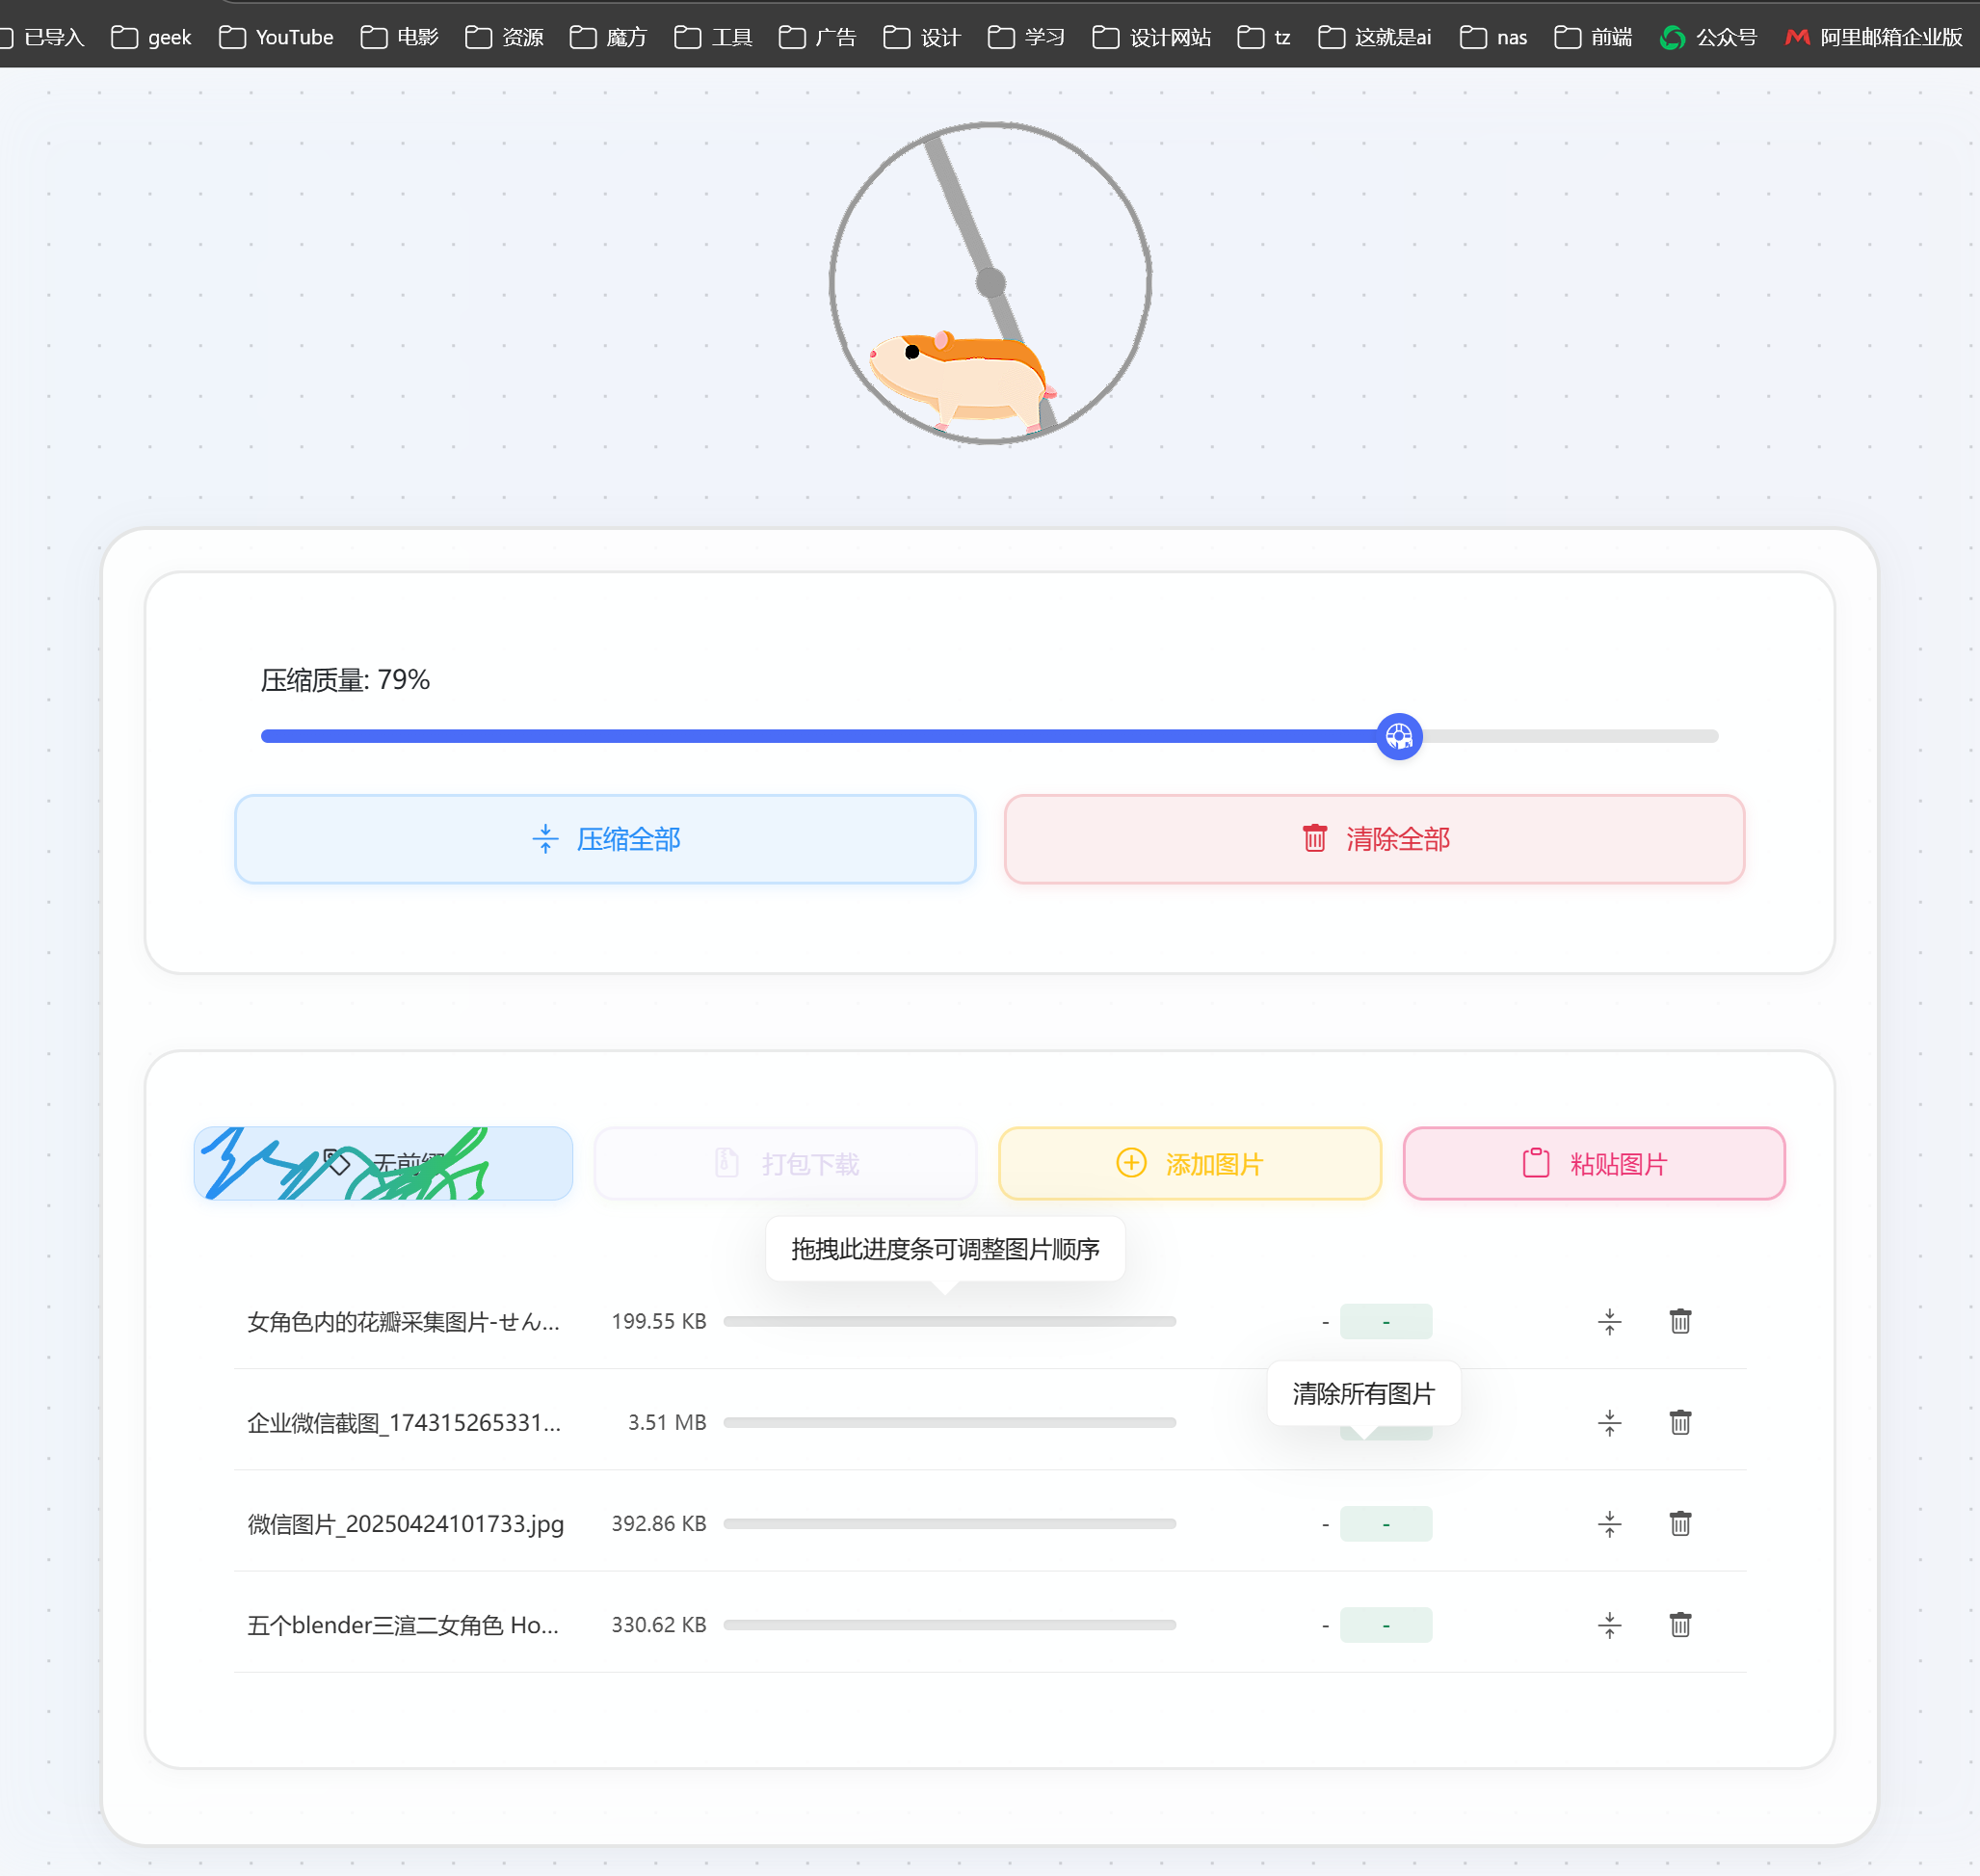 已导入 geek YouTube 电影 资源 魔方 工具 广告 设计 学习 设计网站 tz 这就是ai nas 前端 公众号 阿里邮箱企业版
压缩质量: 79%
压缩全部 清除全部
无前缀 打包下载 添加图片 粘贴图片
拖拽此进度条可调整图片顺序
女角色内的花瓣采集图片-せん... 199.55 KB - -
清除所有图片
企业微信截图_174315265331... 3.51 MB
微信图片_20250424101733.jpg 392.86 KB - -
五个blender三渲二女角色 Ho... 330.62 KB - -